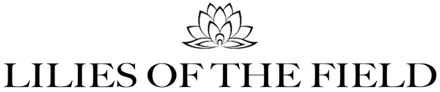 LILIES OF THE FIELD